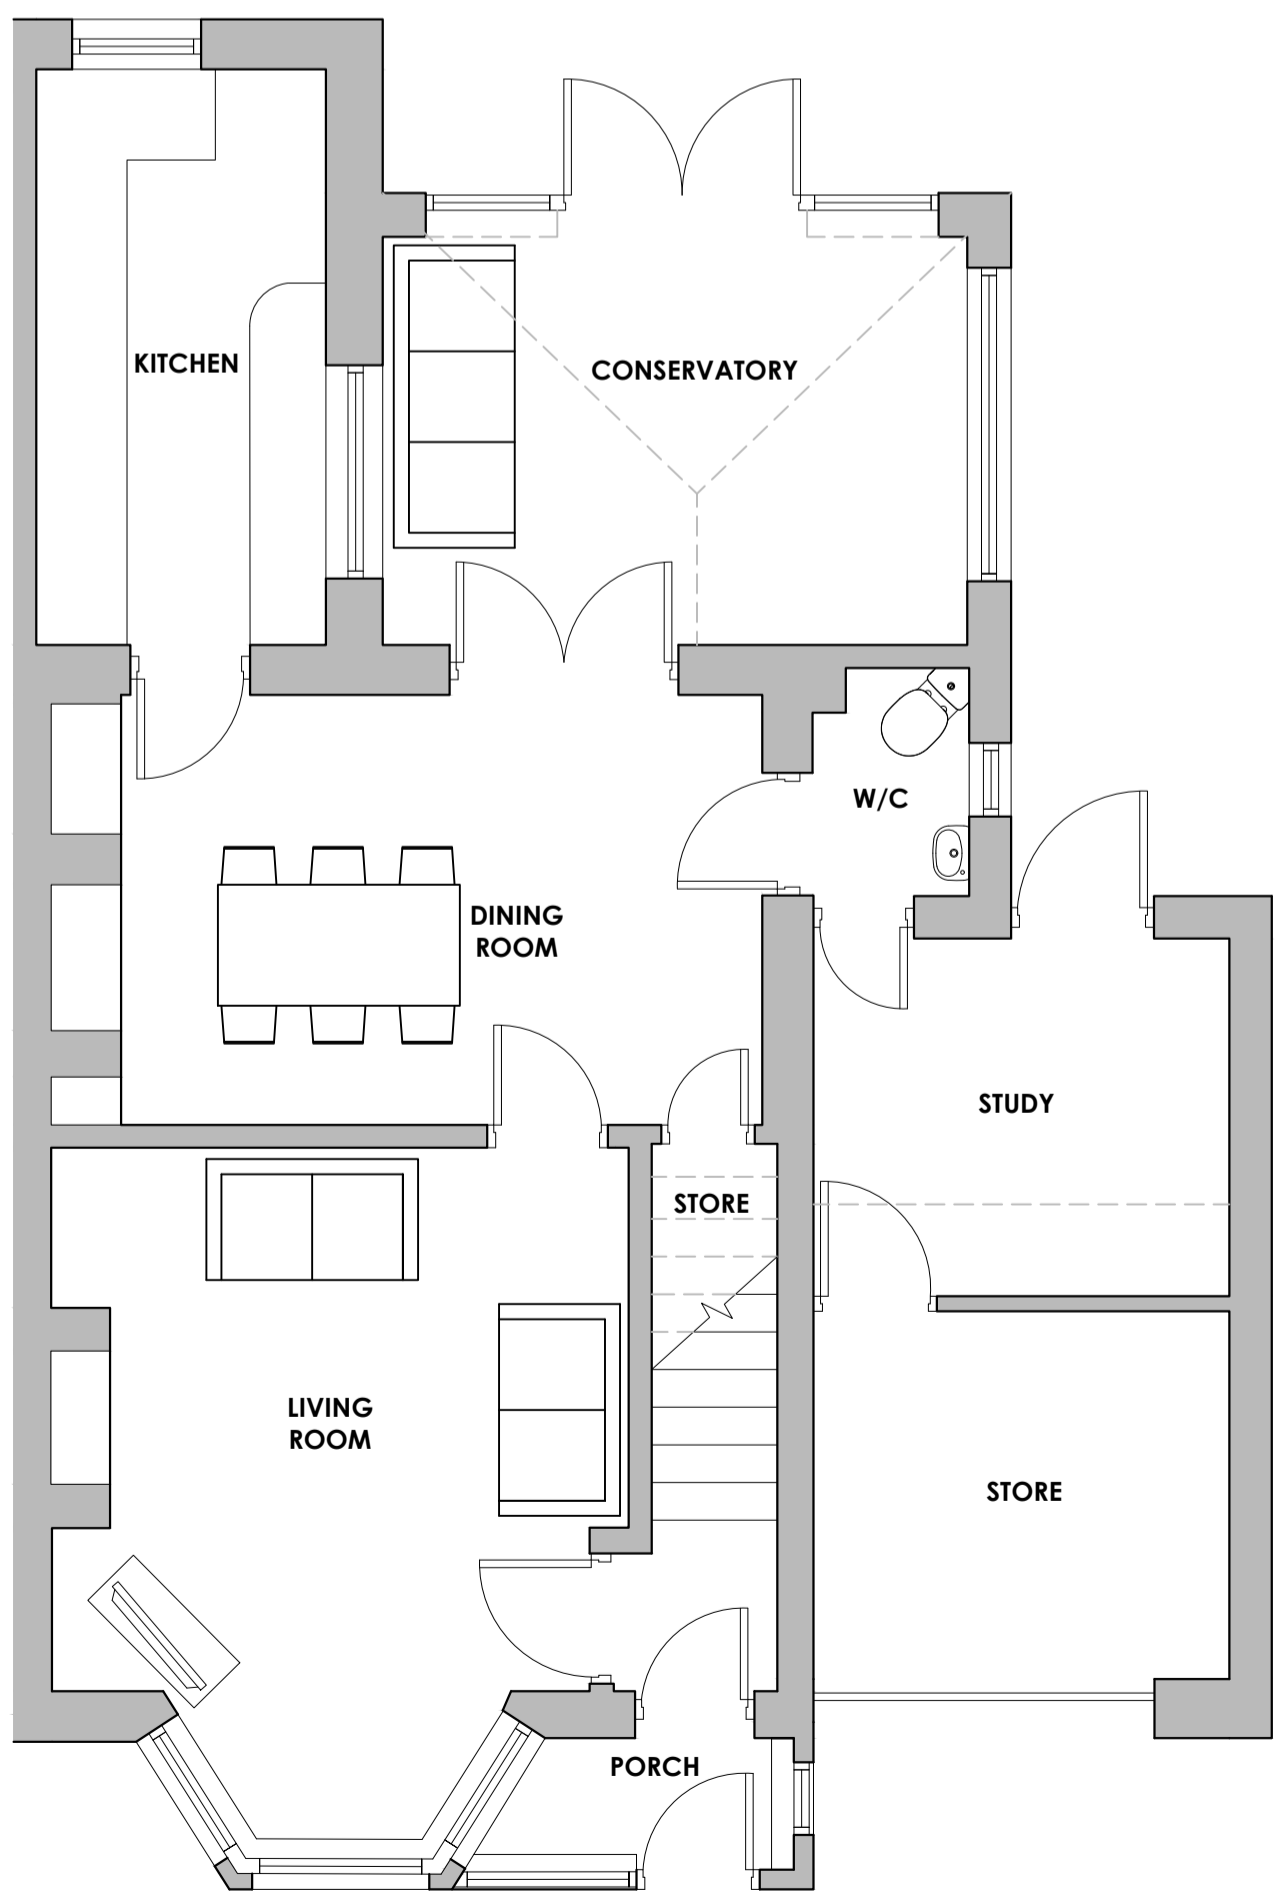 KITCHEN
CONSERVATORY
W/C
DINING
ROOM
STUDY
STORE
LIVING
ROOM
STORE
PORCH